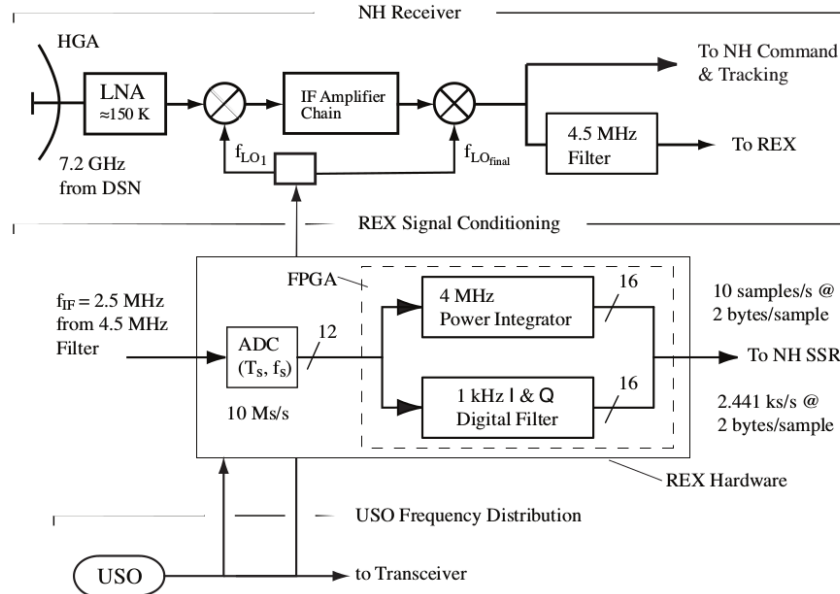 NH Receiver
HGA
LNA
≈150 K
IF Amplifier
Chain
To NH Command
& Tracking
4.5 MHz
Filter
To REX
f_LO1
f_LOfinal
7.2 GHz
from DSN
REX Signal Conditioning
FPGA
f_IF = 2.5 MHz
from 4.5 MHz
Filter
ADC
(T_s, f_s)
10 Ms/s
12
4 MHz
Power Integrator
16
1 kHz I & Q
Digital Filter
16
10 samples/s @
2 bytes/sample
To NH SSR
2.441 ks/s @
2 bytes/sample
REX Hardware
USO Frequency Distribution
USO
to Transceiver